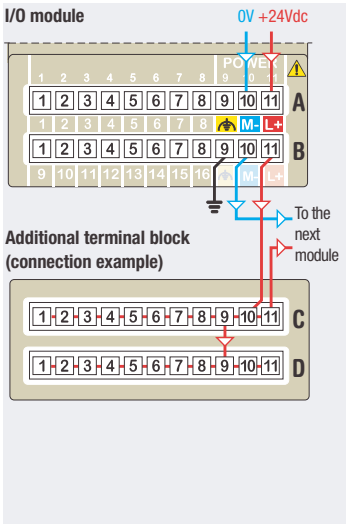 I/O module
0V +24Vdc
POWER
1 2 3 4 5 6 7 8 9 10 11
1 2 3 4 5 6 7 8 9 10 11 A
1 2 3 4 5 6 7 8 M- L+
1 2 3 4 5 6 7 8 9 10 11 B
9 10 11 12 13 14 15 16 M- L+
To the
next
module
Additional terminal block
(connection example)
1 2 3 4 5 6 7 8 9 10 11 C
1 2 3 4 5 6 7 8 9 10 11 D